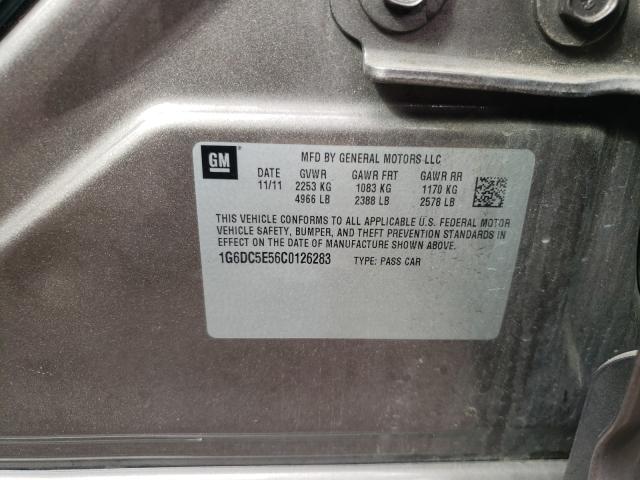 GM
MFD BY GENERAL MOTORS LLC
DATE GVWR GAWR FRT GAWR RR
11/11 2253 KG 1083 KG 1170 KG
4966 LB 2388 LB 2578 LB
THIS VEHICLE CONFORMS TO ALL APPLICABLE U.S. FEDERAL MOTOR
VEHICLE SAFETY, BUMPER, AND THEFT PREVENTION STANDARDS IN
EFFECT ON THE DATE OF MANUFACTURE SHOWN ABOVE.
1G6DC5E56C0126283 TYPE: PASS CAR